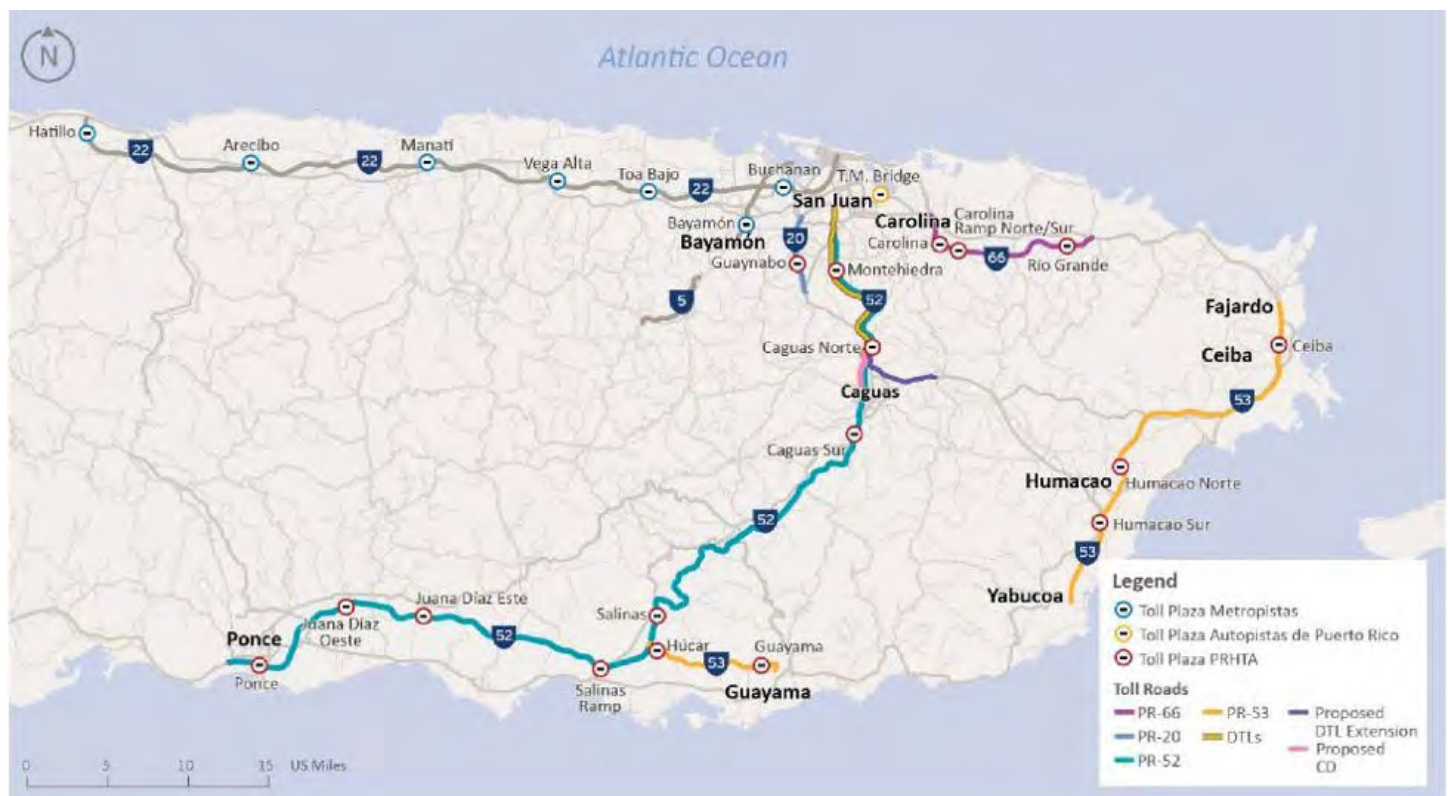 N
Atlantic Ocean
Hatillo
22
Arecibo
22
Manatí
Vega Alta
Toa Bajo
22
Buchanan
T.M. Bridge
San Juan
Bayamón
Bayamón
20
Guaynabo
5
Carolina
Carolina
Ramp Norte/Sur
Carolina
66
Río Grande
Montehiedra
52
Caguas Norte
Caguas
Caguas Sur
52
Fajardo
Ceiba
Ceiba
53
Humacao
Humacao Norte
Humacao Sur
53
Yabucoa
Ponce
Ponce
Juana Díaz
Oeste
Juana Díaz Este
52
Salinas
Húcar
Salinas
Ramp
53
Guayama
Guayama
0 5 10 15 US Miles
Legend
Toll Plaza Metropistas
Toll Plaza Autopistas de Puerto Rico
Toll Plaza PRHTA
Toll Roads
PR-66
PR-20
PR-52
PR-53
DTLs
Proposed
DTL Extension
Proposed
CD